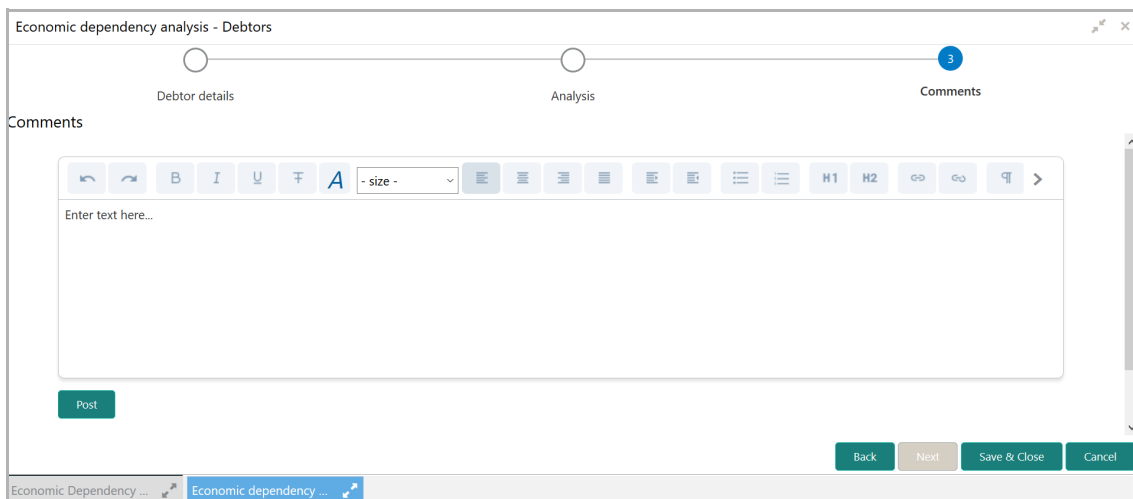 Economic dependency analysis - Debtors
3
Debtor details
Analysis
Comments
Comments
B I U T A - size - H1 H2 ¶
Enter text here...
Post
Back Next Save & Close Cancel
Economic Dependency ... Economic dependency ...